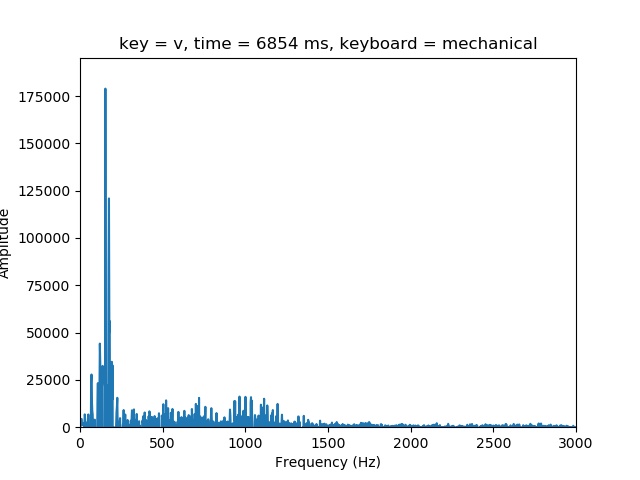 key = v, time = 6854 ms, keyboard = mechanical
175000
150000
125000
100000
75000
50000
25000
0
Amplitude
0 500 1000 1500 2000 2500 3000
Frequency (Hz)